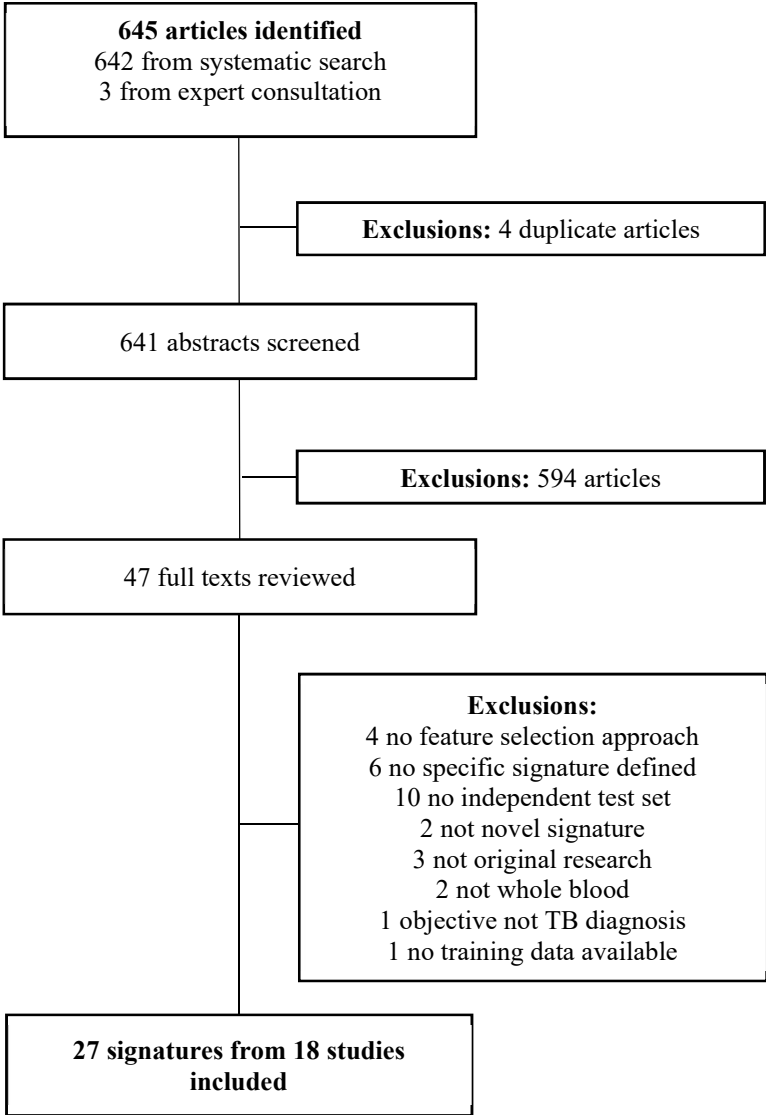 645 articles identified
642 from systematic search
3 from expert consultation
Exclusions: 4 duplicate articles
641 abstracts screened
Exclusions: 594 articles
47 full texts reviewed
Exclusions:
4 no feature selection approach
6 no specific signature defined
10 no independent test set
2 not novel signature
3 not original research
2 not whole blood
1 objective not TB diagnosis
1 no training data available
27 signatures from 18 studies
included